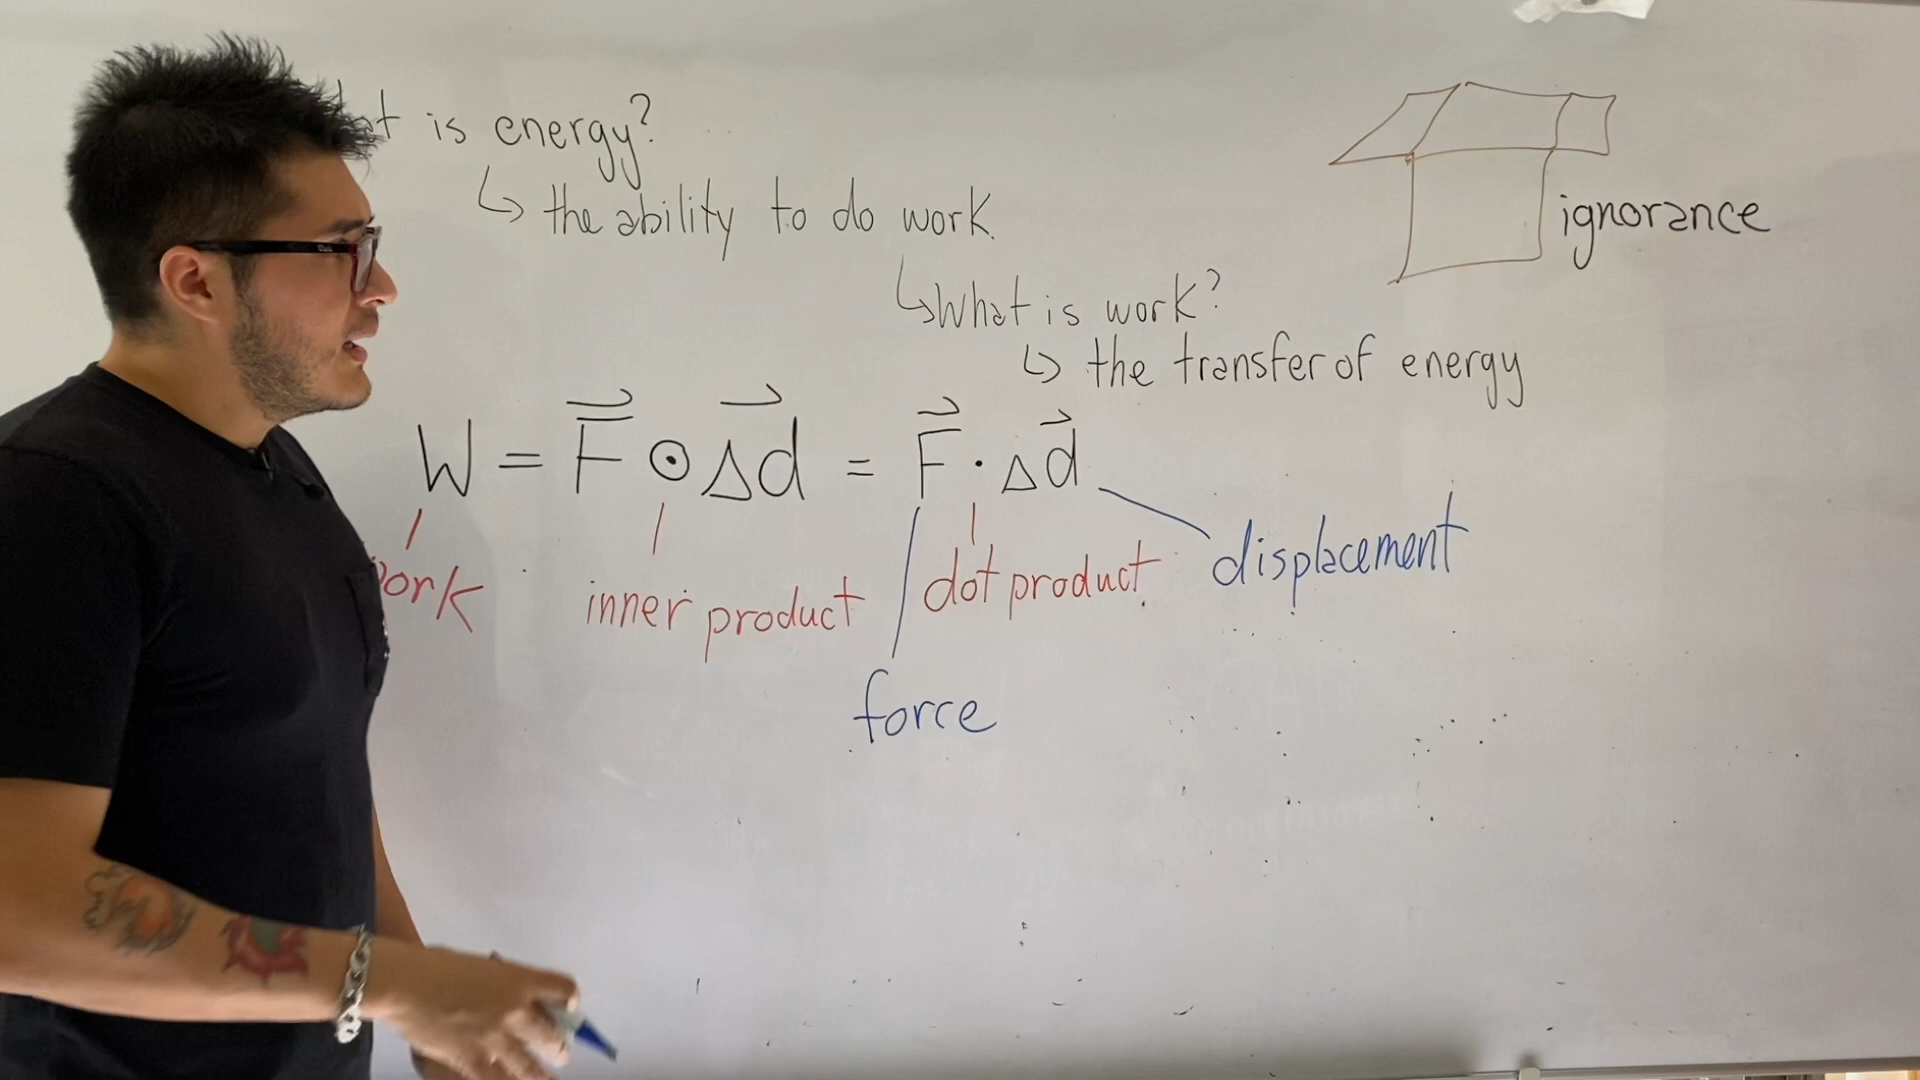 is energy?
↳ the ability to do work.
ignorance
↳ What is work?
↳ the transfer of energy
W = F⃗ ⊙ Δ⃗d = F⃗ · Δd⃗
ork
inner product
dot product
displacement
force